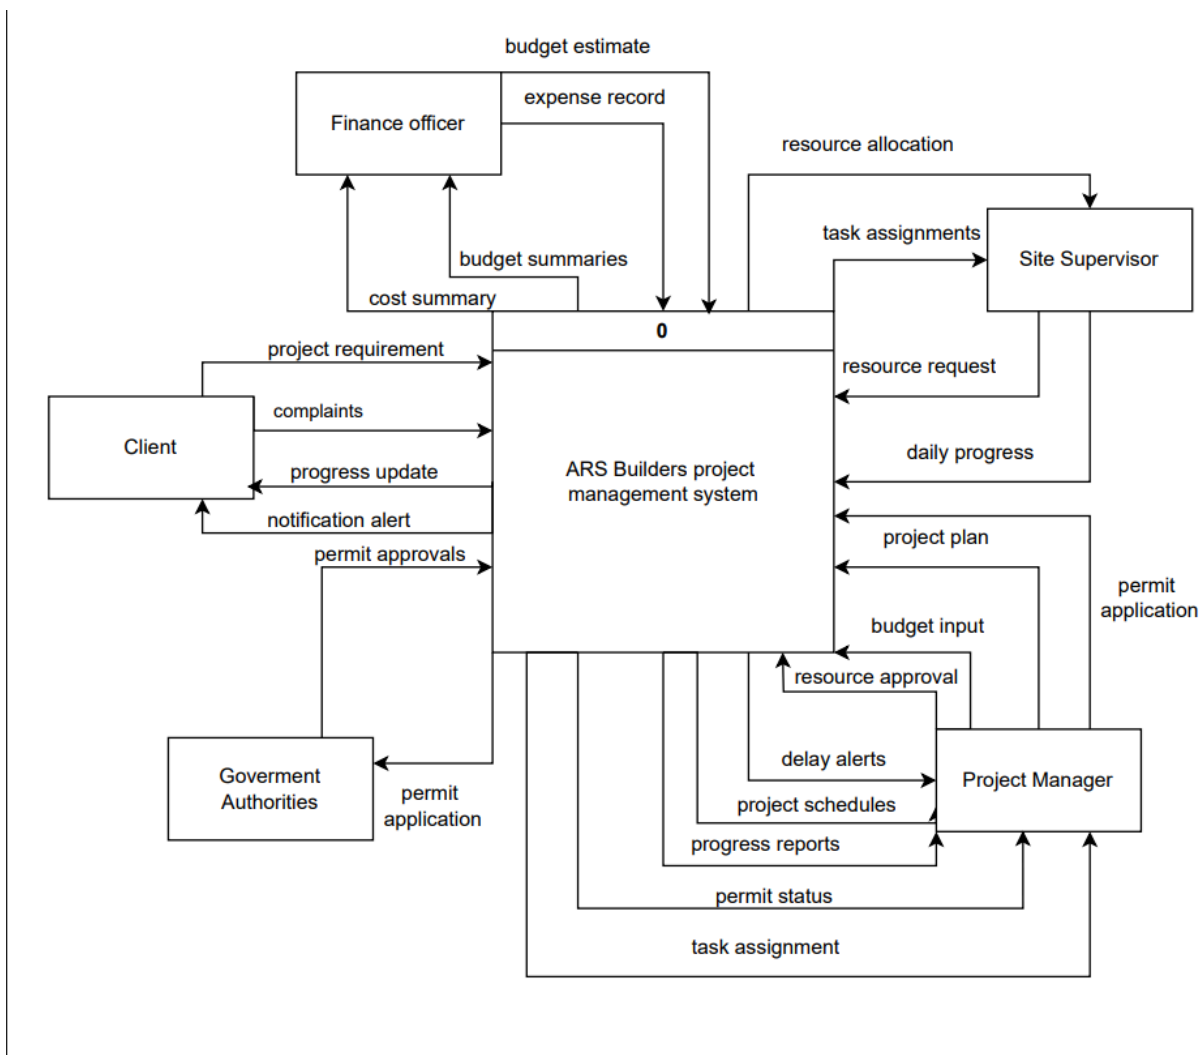 budget estimate
expense record
Finance officer
resource allocation
task assignments
Site Supervisor
budget summaries
cost summary
0
project requirement
resource request
complaints
Client
ARS Builders project
management system
daily progress
progress update
notification alert
project plan
permit approvals
permit
application
budget input
resource approval
delay alerts
Project Manager
Goverment
Authorities
permit
application
project schedules
progress reports
permit status
task assignment